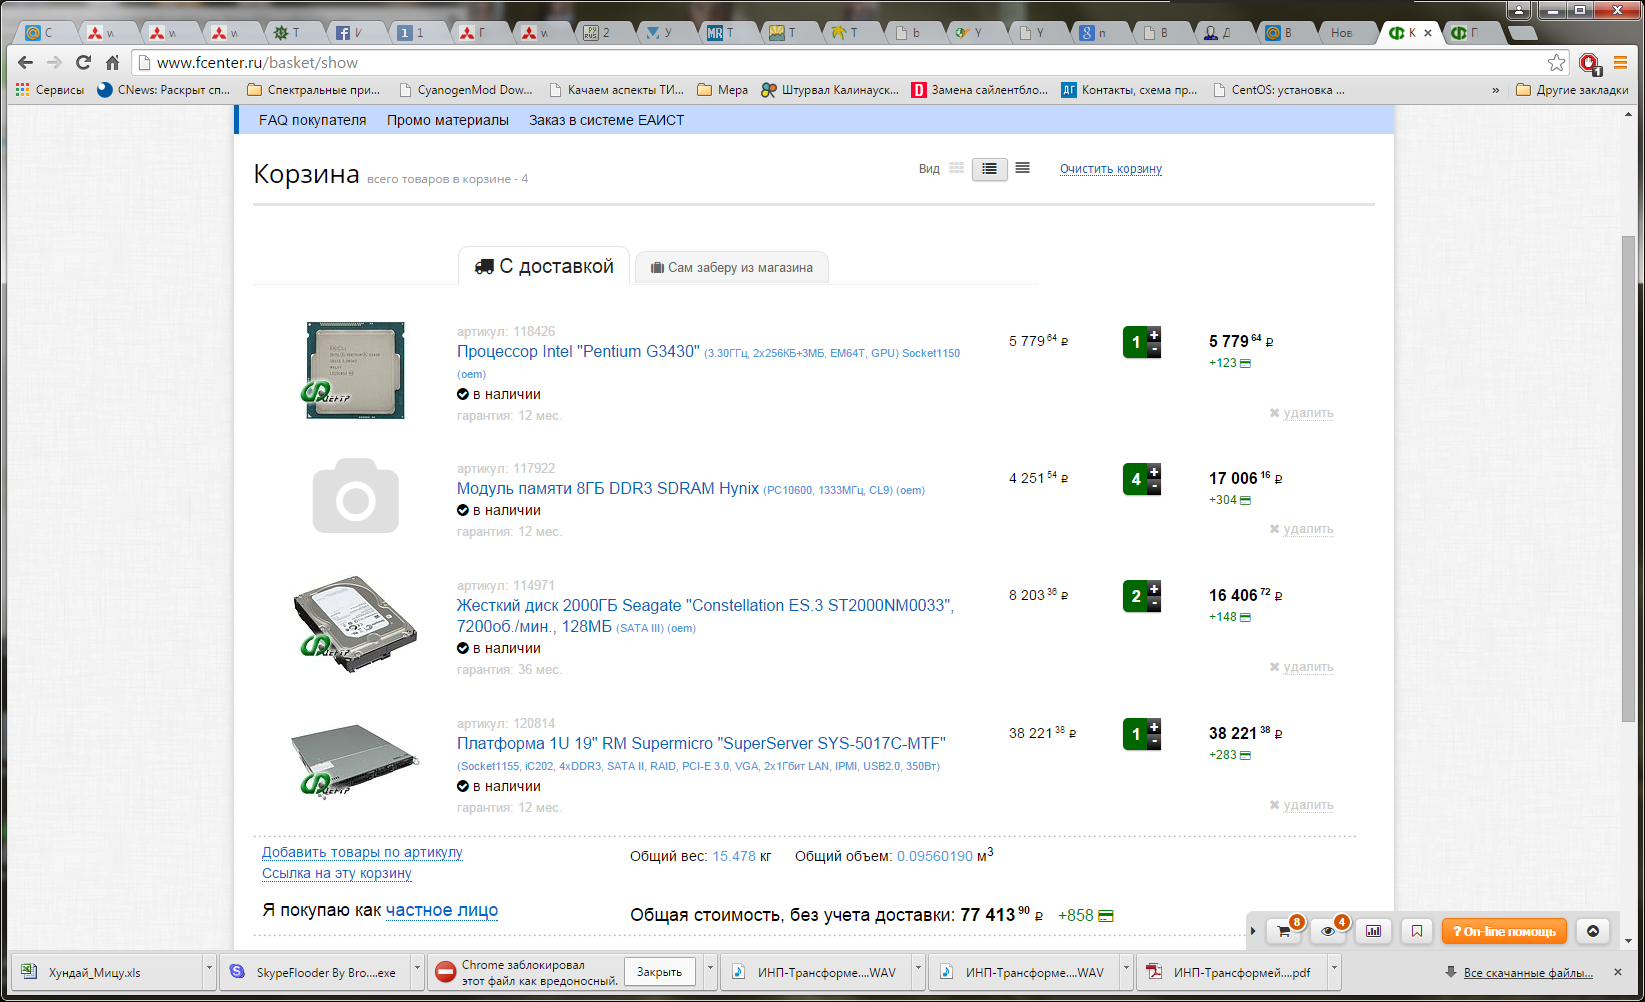 www.fcenter.ru/basket/show
Сервисы
CNews: Раскрыт сп...
Спектральные при...
CyanogenMod Dow...
Качаем аспекты ТИ...
Мера
Штурвал Калинауск...
Замена сайлентбло...
Контакты, схема пр...
CentOS: установка ...
»
Другие закладки
FAQ покупателя
Промо материалы
Заказ в системе ЕАИСТ
Корзина всего товаров в корзине - 4
Вид
Очистить корзину
С доставкой
Сам заберу из магазина
артикул: 118426
Процессор Intel "Pentium G3430" (3.30ГГц, 2x256КБ+3МБ, EM64T, GPU) Socket1150
(oem)
в наличии
гарантия: 12 мес.
5 779 64 ₽
1
+
-
5 779 64 ₽
+123
удалить
артикул: 117922
Модуль памяти 8ГБ DDR3 SDRAM Hynix (PC10600, 1333МГц, CL9) (oem)
в наличии
гарантия: 12 мес.
4 251 54 ₽
4
+
-
17 006 16 ₽
+304
удалить
артикул: 114971
Жесткий диск 2000ГБ Seagate "Constellation ES.3 ST2000NM0033",
7200об./мин., 128МБ (SATA III) (oem)
в наличии
гарантия: 36 мес.
8 203 36 ₽
2
+
-
16 406 72 ₽
+148
удалить
артикул: 120814
Платформа 1U 19" RM Supermicro "SuperServer SYS-5017C-MTF"
(Socket1155, iC202, 4xDDR3, SATA II, RAID, PCI-E 3.0, VGA, 2x1Гбит LAN, IPMI, USB2.0, 350Вт)
в наличии
гарантия: 12 мес.
38 221 38 ₽
1
+
-
38 221 38 ₽
+283
удалить
Добавить товары по артикулу
Ссылка на эту корзину
Общий вес: 15.478 кг
Общий объем: 0.09560190 м3
Я покупаю как частное лицо
Общая стоимость, без учета доставки: 77 413 90 ₽ +858
8
4
? On-line помощь
Хундай_Мицу.xls
SkypeFlooder By Bro....exe
Chrome заблокировал
этот файл как вредоносный.
Закрыть
ИНП-Трансформе....WAV
ИНП-Трансформе....WAV
ИНП-Трансформей....pdf
Все скачанные файлы...